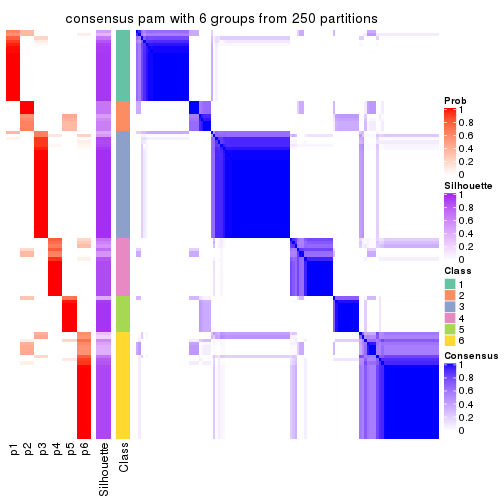 consensus pam with 6 groups from 250 partitions
Prob
1
0.8
0.6
0.4
0.2
0
Silhouette
1
0.8
0.6
0.4
0.2
0
Class
1
2
3
4
5
6
Consensus
1
0.8
0.6
0.4
0.2
0
p1
p2
p3
p4
p5
p6
Silhouette
Class